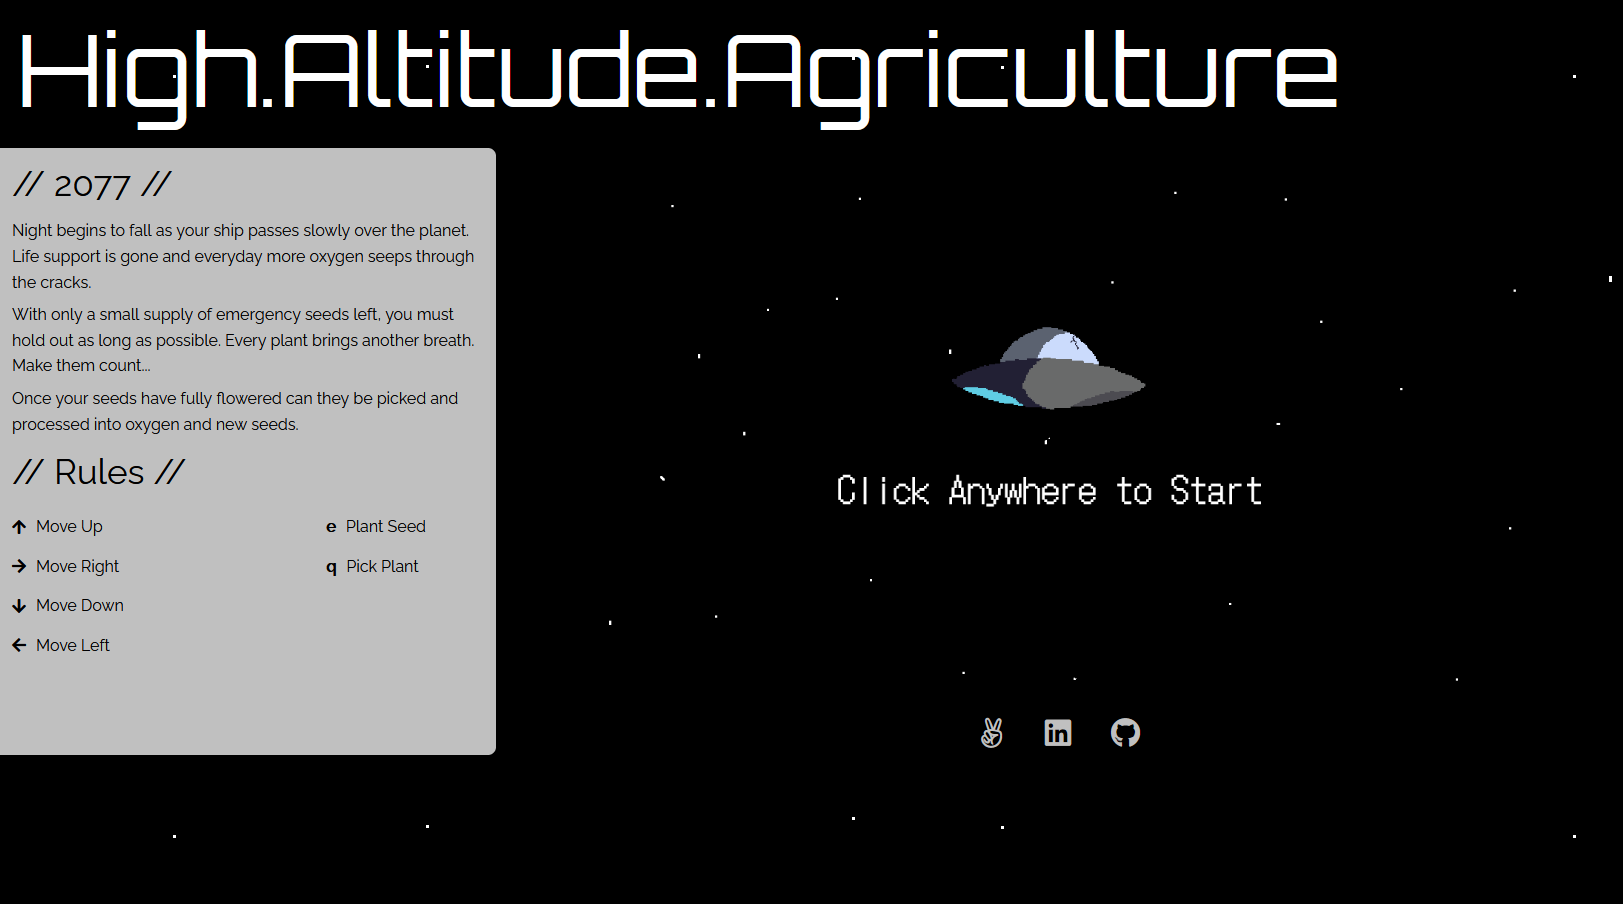 High.Altitude.Agriculture
// 2077 //
Night begins to fall as your ship passes slowly over the planet.
Life support is gone and everyday more oxygen seeps through
the cracks.
With only a small supply of emergency seeds left, you must
hold out as long as possible. Every plant brings another breath.
Make them count...
Once your seeds have fully flowered can they be picked and
processed into oxygen and new seeds.
// Rules //
↑ Move Up
→ Move Right
↓ Move Down
← Move Left
e Plant Seed
q Pick Plant
Click Anywhere to Start
in